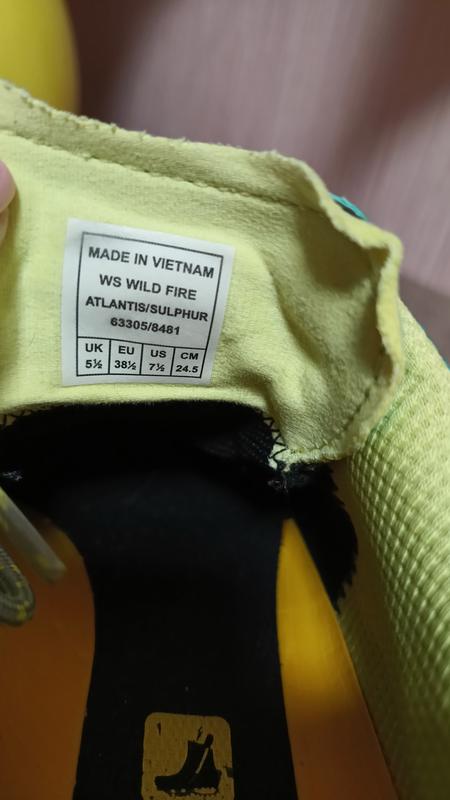 MADE IN VIETNAM
WS WILD FIRE
ATLANTIS/SULPHUR
63305/8481
UK EU US CM
5½ 38½ 7½ 24.5